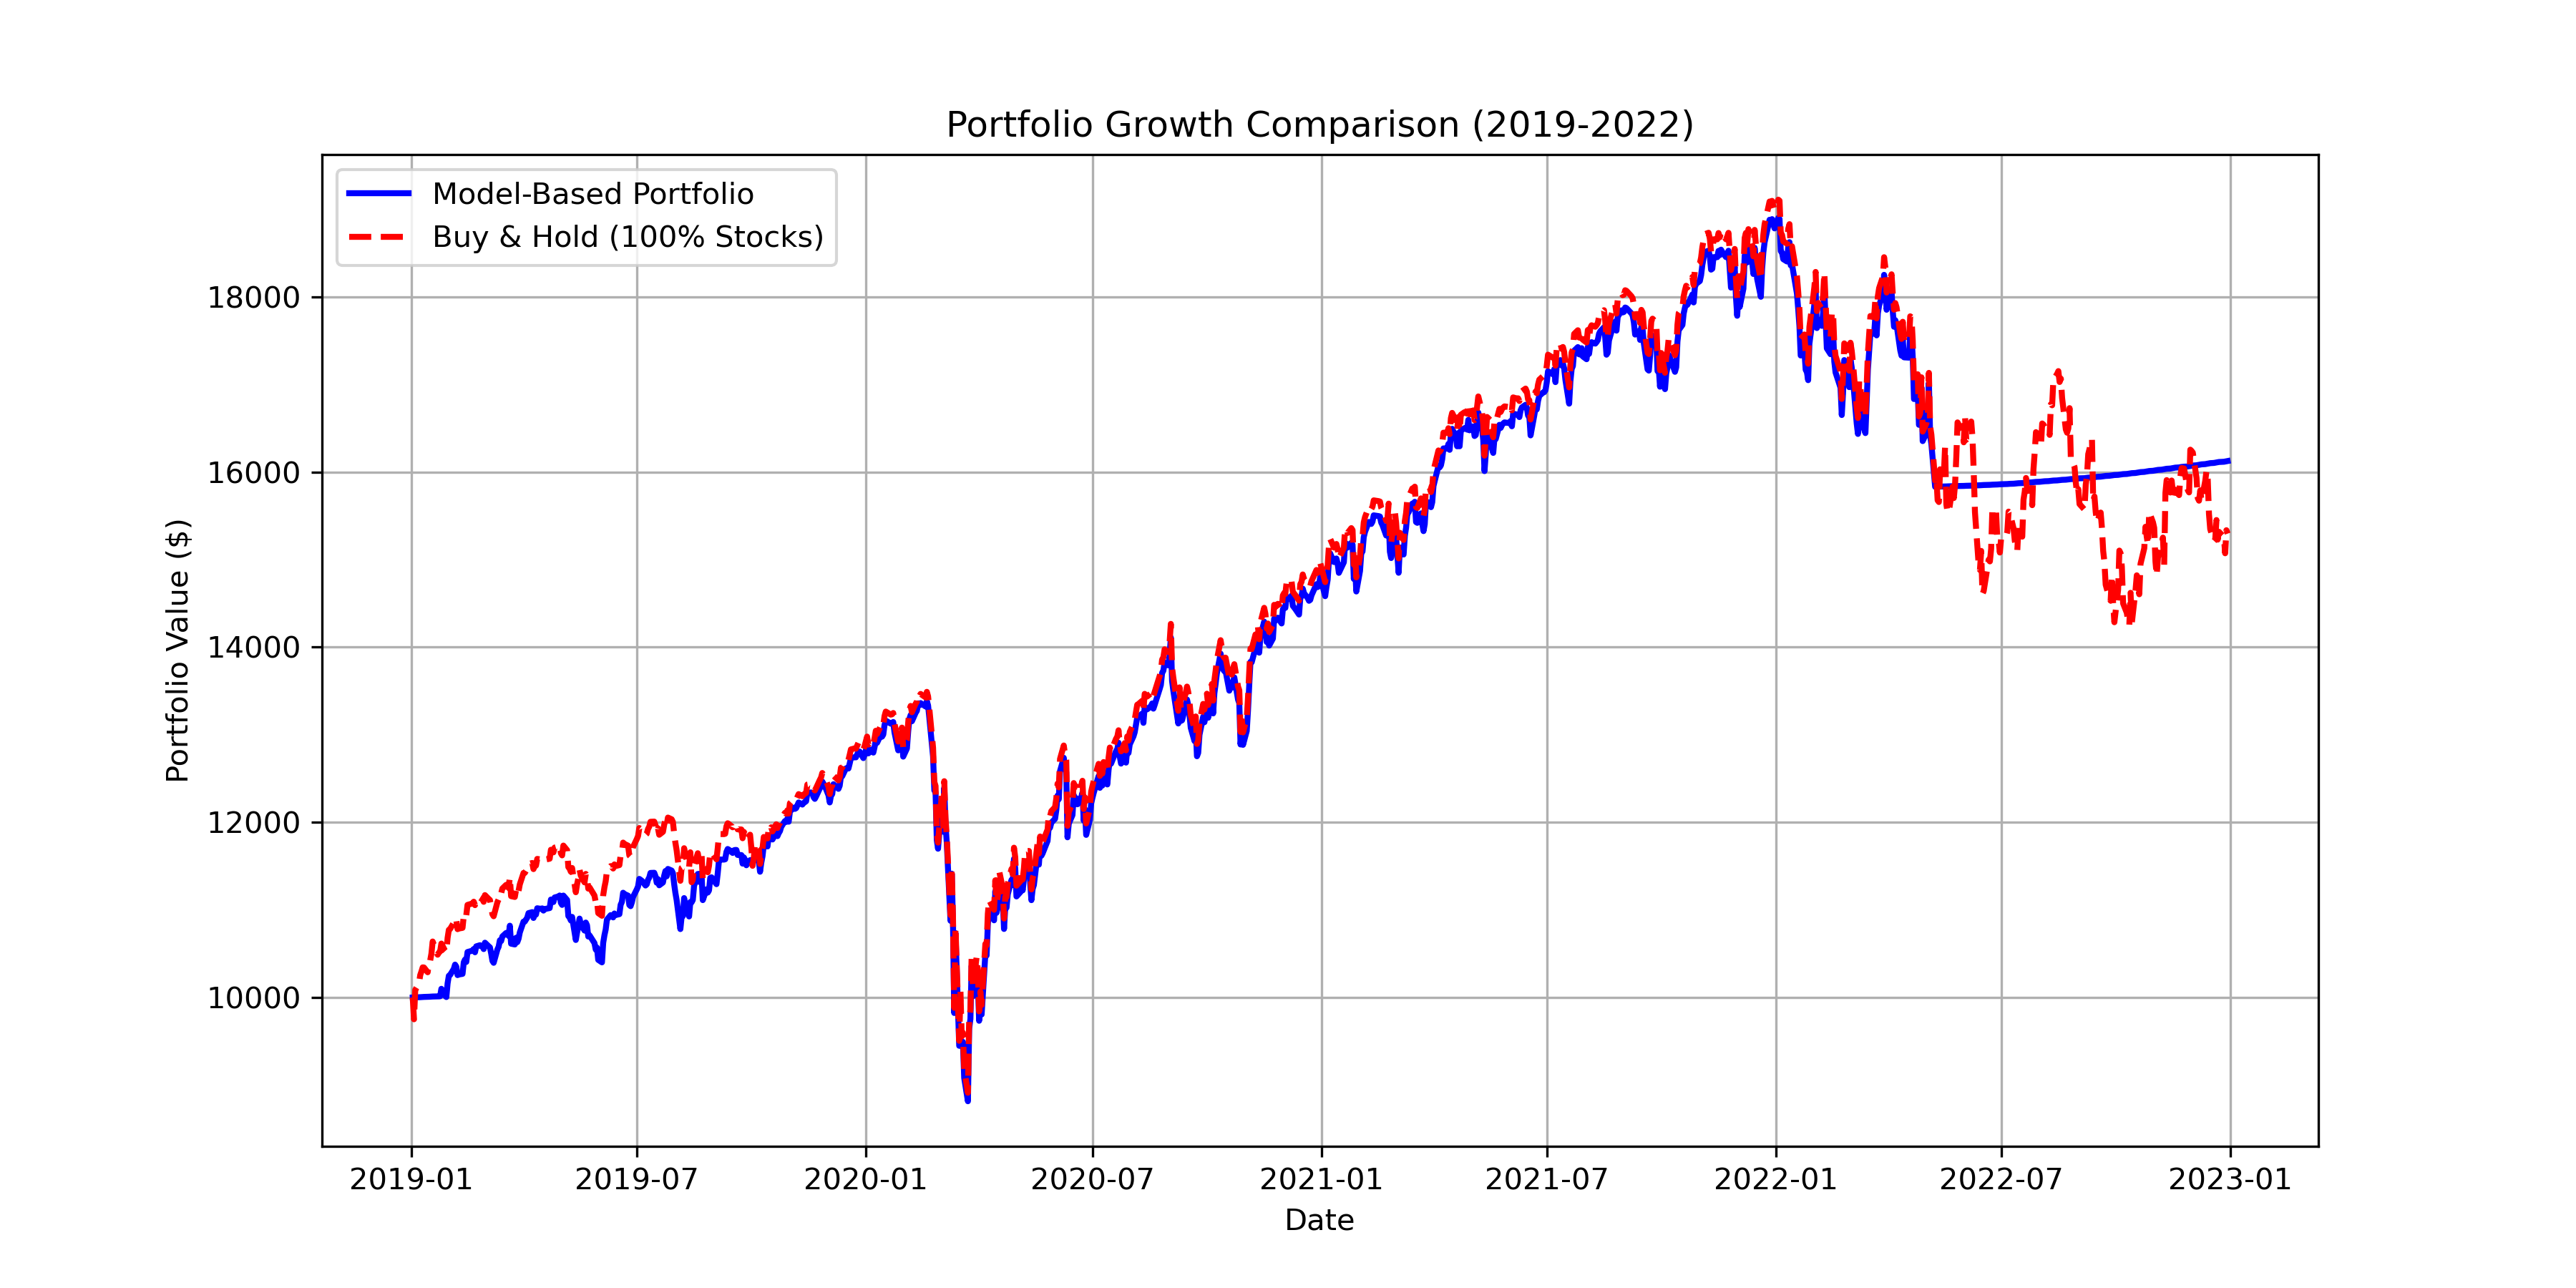 Portfolio Growth Comparison (2019-2022)
Model-Based Portfolio
Buy & Hold (100% Stocks)
Portfolio Value ($)
18000
16000
14000
12000
10000
2019-01
2019-07
2020-01
2020-07
2021-01
2021-07
2022-01
2022-07
2023-01
Date